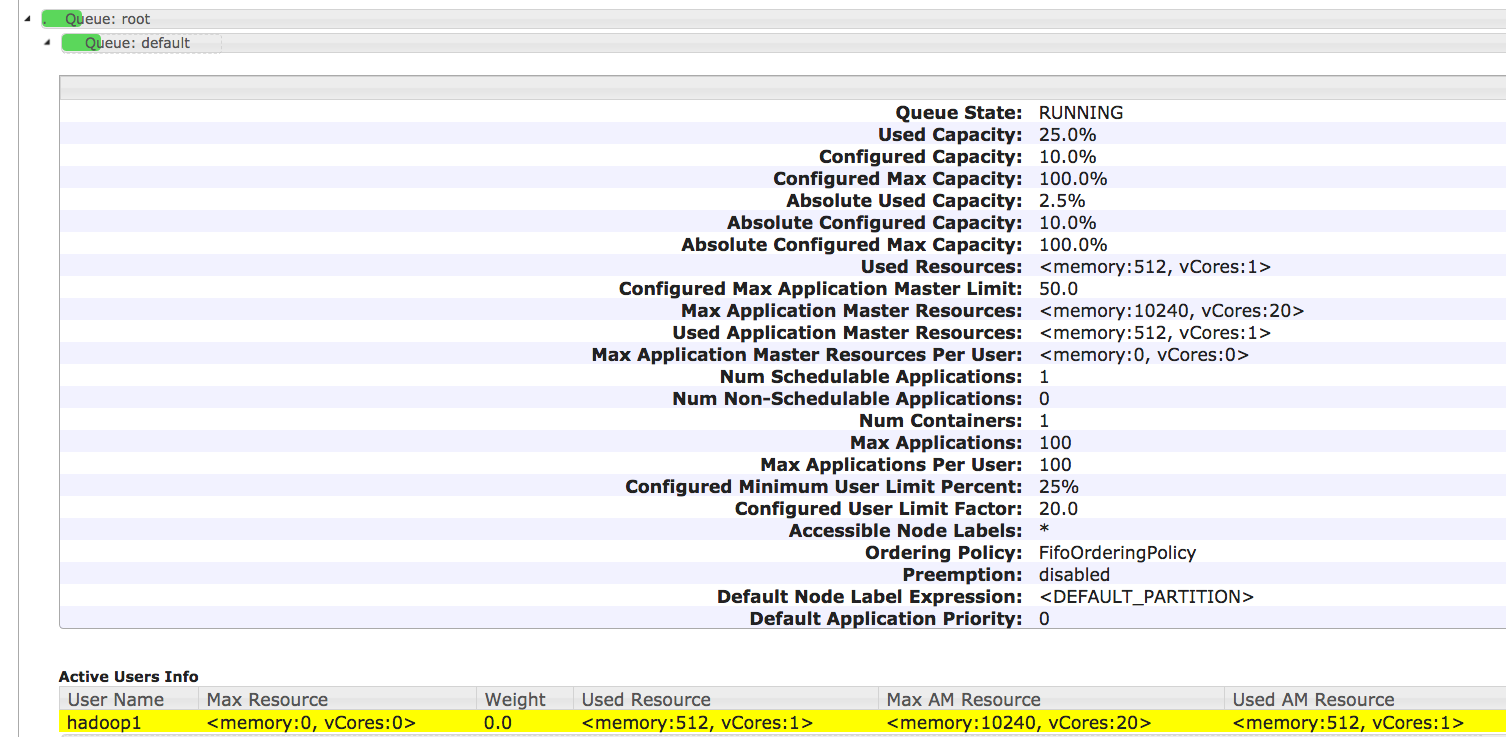 Queue: root
Queue: default
Queue State: RUNNING
Used Capacity: 25.0%
Configured Capacity: 10.0%
Configured Max Capacity: 100.0%
Absolute Used Capacity: 2.5%
Absolute Configured Capacity: 10.0%
Absolute Configured Max Capacity: 100.0%
Used Resources: <memory:512, vCores:1>
Configured Max Application Master Limit: 50.0
Max Application Master Resources: <memory:10240, vCores:20>
Used Application Master Resources: <memory:512, vCores:1>
Max Application Master Resources Per User: <memory:0, vCores:0>
Num Schedulable Applications: 1
Num Non-Schedulable Applications: 0
Num Containers: 1
Max Applications: 100
Max Applications Per User: 100
Configured Minimum User Limit Percent: 25%
Configured User Limit Factor: 20.0
Accessible Node Labels: *
Ordering Policy: FifoOrderingPolicy
Preemption: disabled
Default Node Label Expression: <DEFAULT_PARTITION>
Default Application Priority: 0
Active Users Info
User Name Max Resource Weight Used Resource Max AM Resource Used AM Resource
hadoop1 <memory:0, vCores:0> 0.0 <memory:512, vCores:1> <memory:10240, vCores:20> <memory:512, vCores:1>